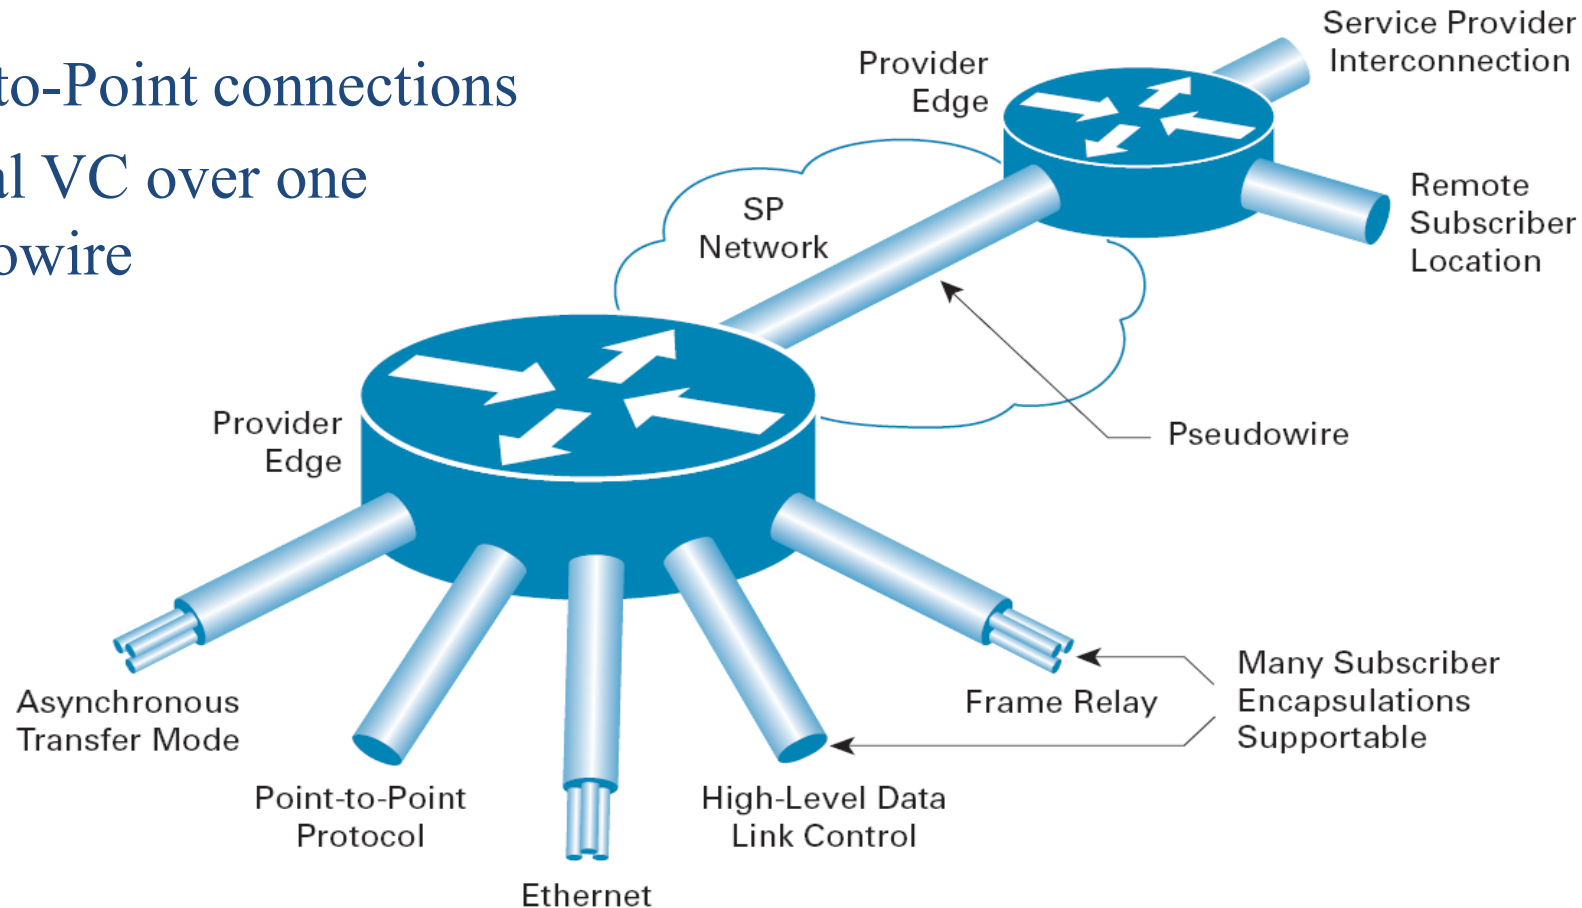 to-Point connections
al VC over one
owire
Service Provider
Interconnection
Provider
Edge
Remote
Subscriber
Location
SP
Network
Provider
Edge
Pseudowire
Many Subscriber
Encapsulations
Supportable
Asynchronous
Transfer Mode
Frame Relay
Point-to-Point
Protocol
High-Level Data
Link Control
Ethernet